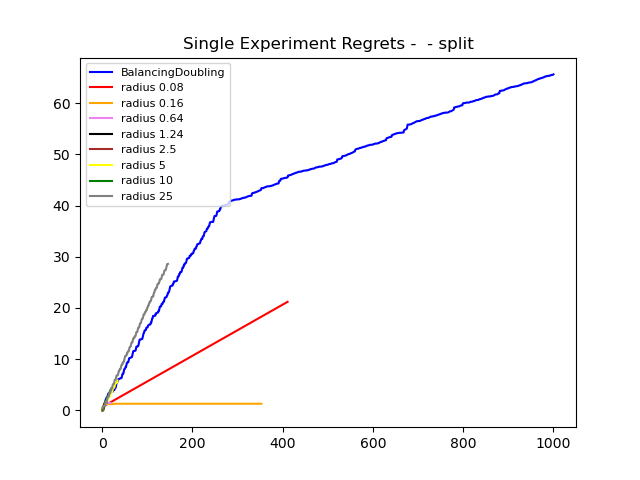 Single Experiment Regrets -  - split
BalancingDoubling
radius 0.08
radius 0.16
radius 0.64
radius 1.24
radius 2.5
radius 5
radius 10
radius 25
60
50
40
30
20
10
0
0 200 400 600 800 1000